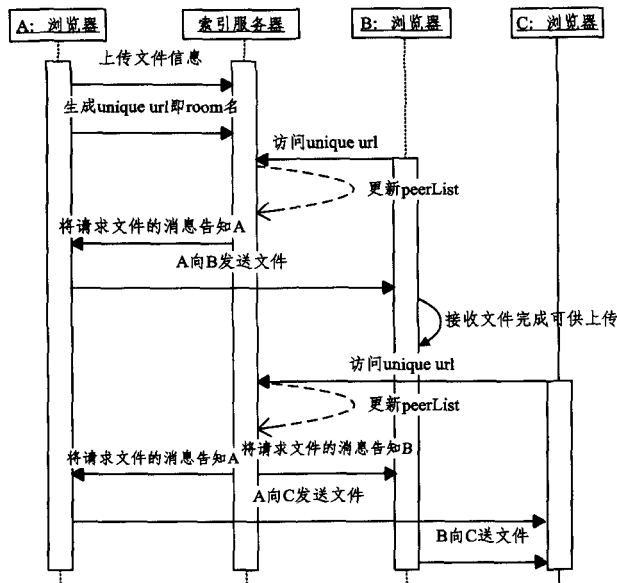 A: 浏览器
索引服务器
B: 浏览器
C: 浏览器
上传文件信息
生成unique url即room名
访问unique url
更新peerList
将请求文件的消息告知A
A向B发送文件
接收文件完成可供上传
访问unique url
更新peerList
将请求文件的消息告知A
将请求文件的消息告知B
A向C发送文件
B向C送文件